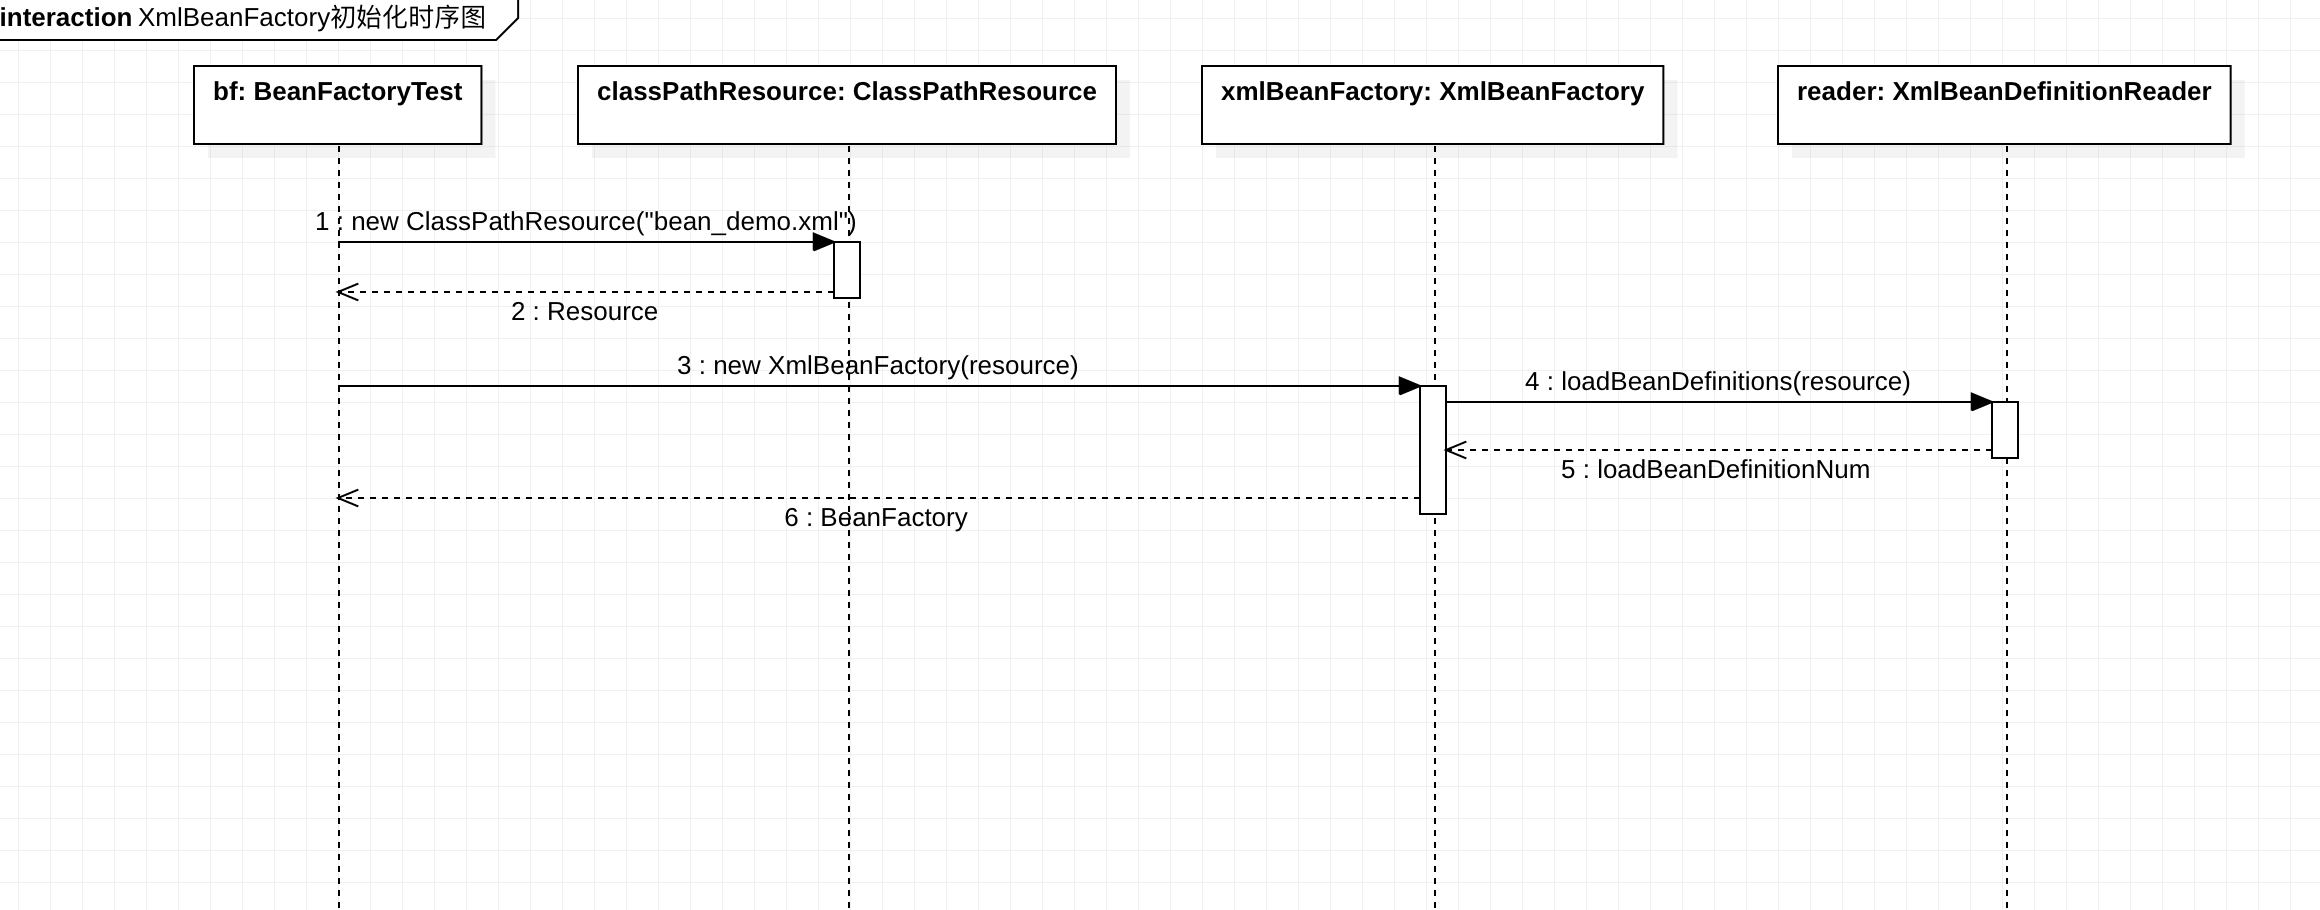 interaction XmlBeanFactory初始化时序图
bf: BeanFactoryTest
classPathResource: ClassPathResource
xmlBeanFactory: XmlBeanFactory
reader: XmlBeanDefinitionReader
1 : new ClassPathResource("bean_demo.xml")
2 : Resource
3 : new XmlBeanFactory(resource)
4 : loadBeanDefinitions(resource)
5 : loadBeanDefinitionNum
6 : BeanFactory